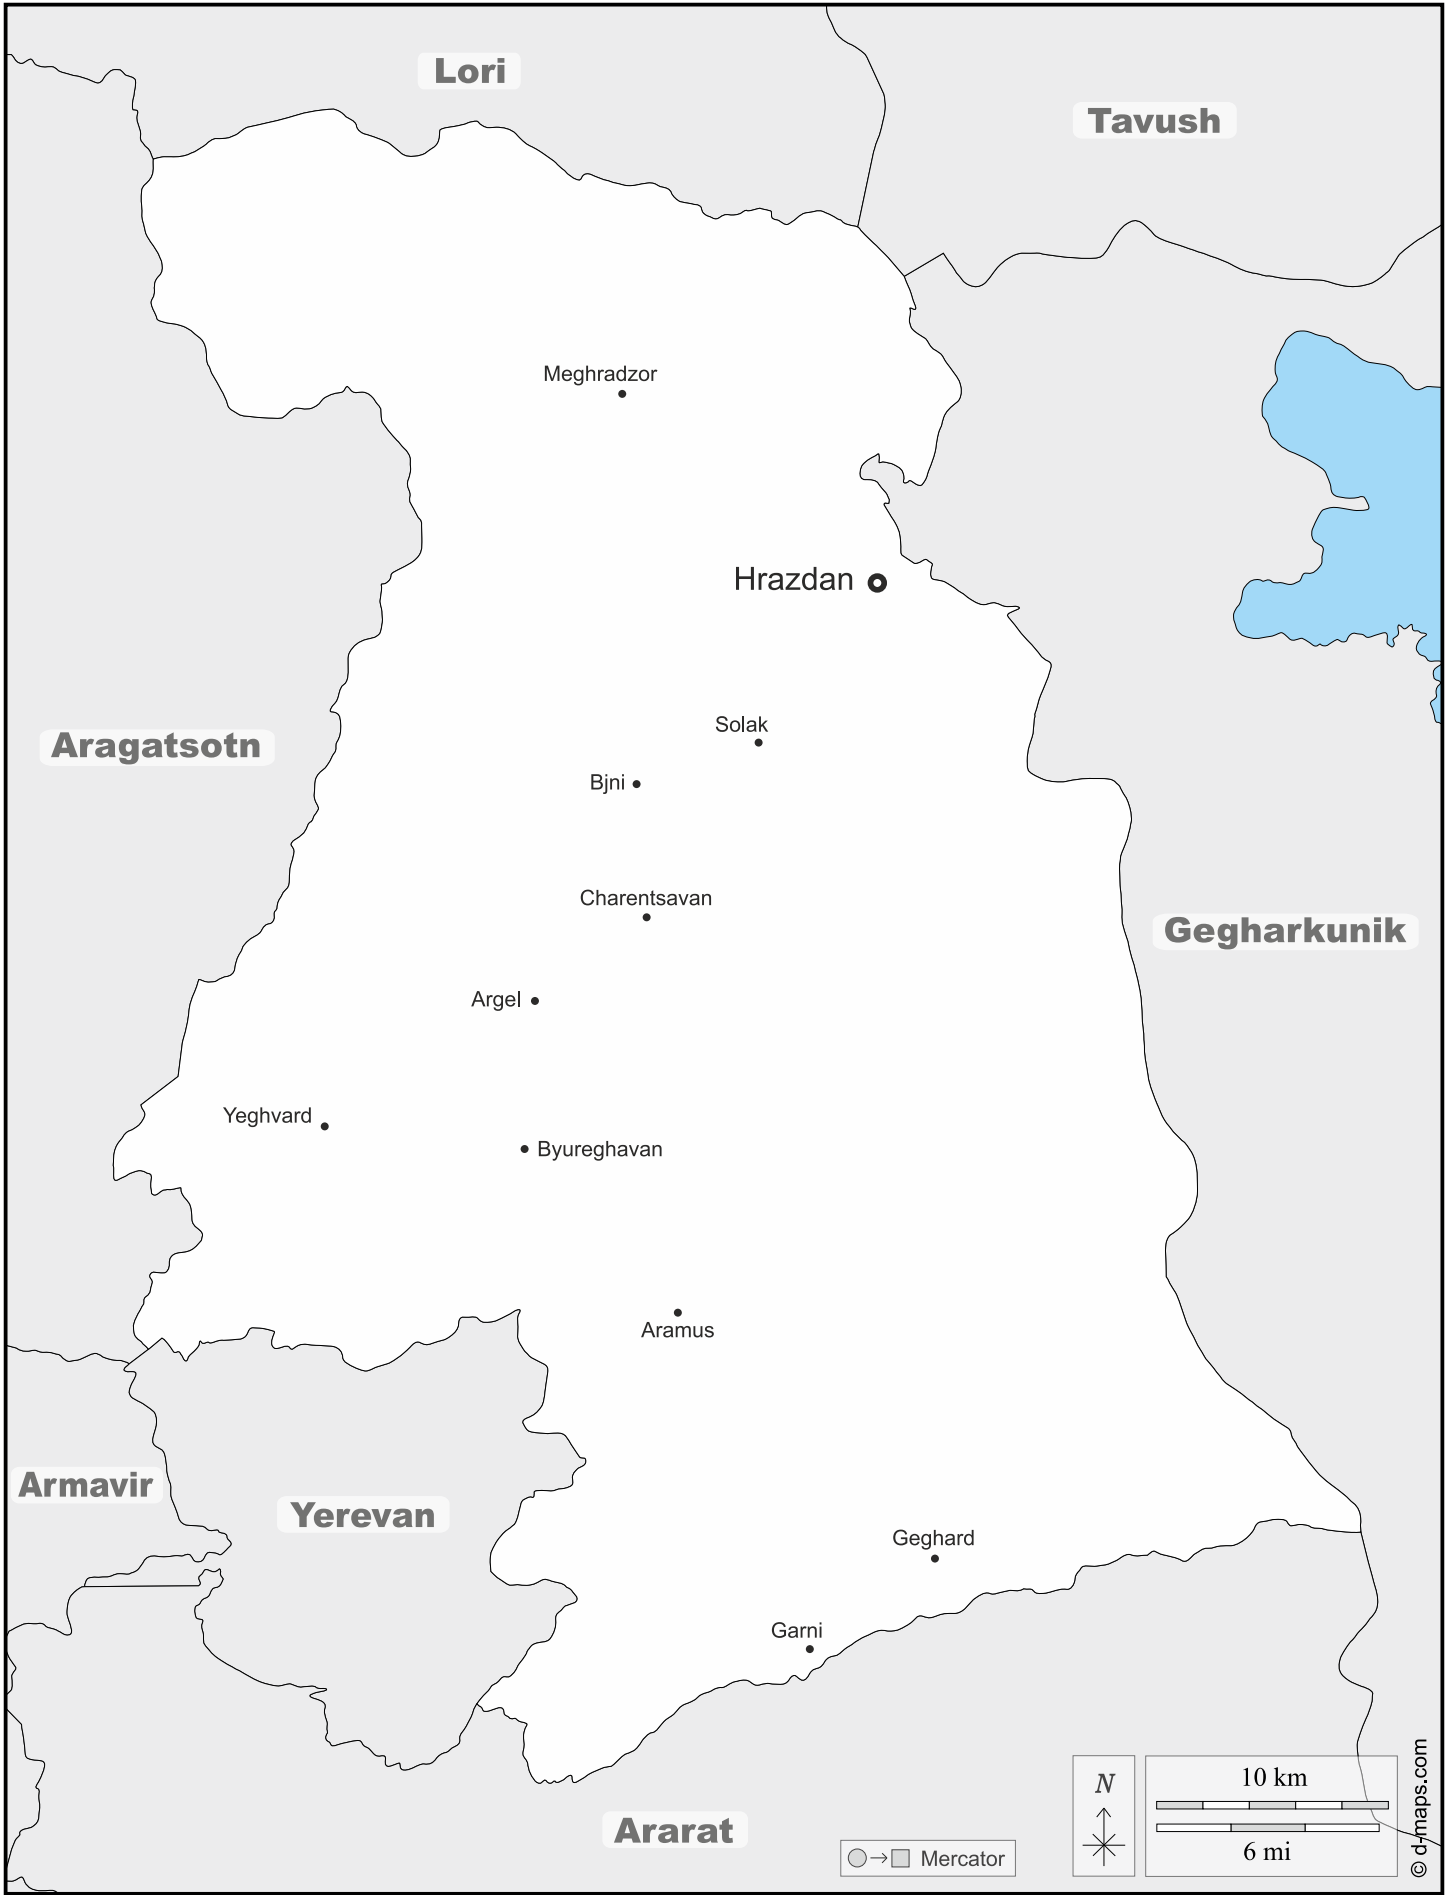 Lori
Tavush
Meghradzor
Hrazdan
Solak
Aragatsotn
Bjni
Charentsavan
Gegharkunik
Argel
Yeghvard
Byureghavan
Aramus
Armavir
Yerevan
Geghard
Garni
Ararat
Mercator
N
10 km
6 mi
© d-maps.com